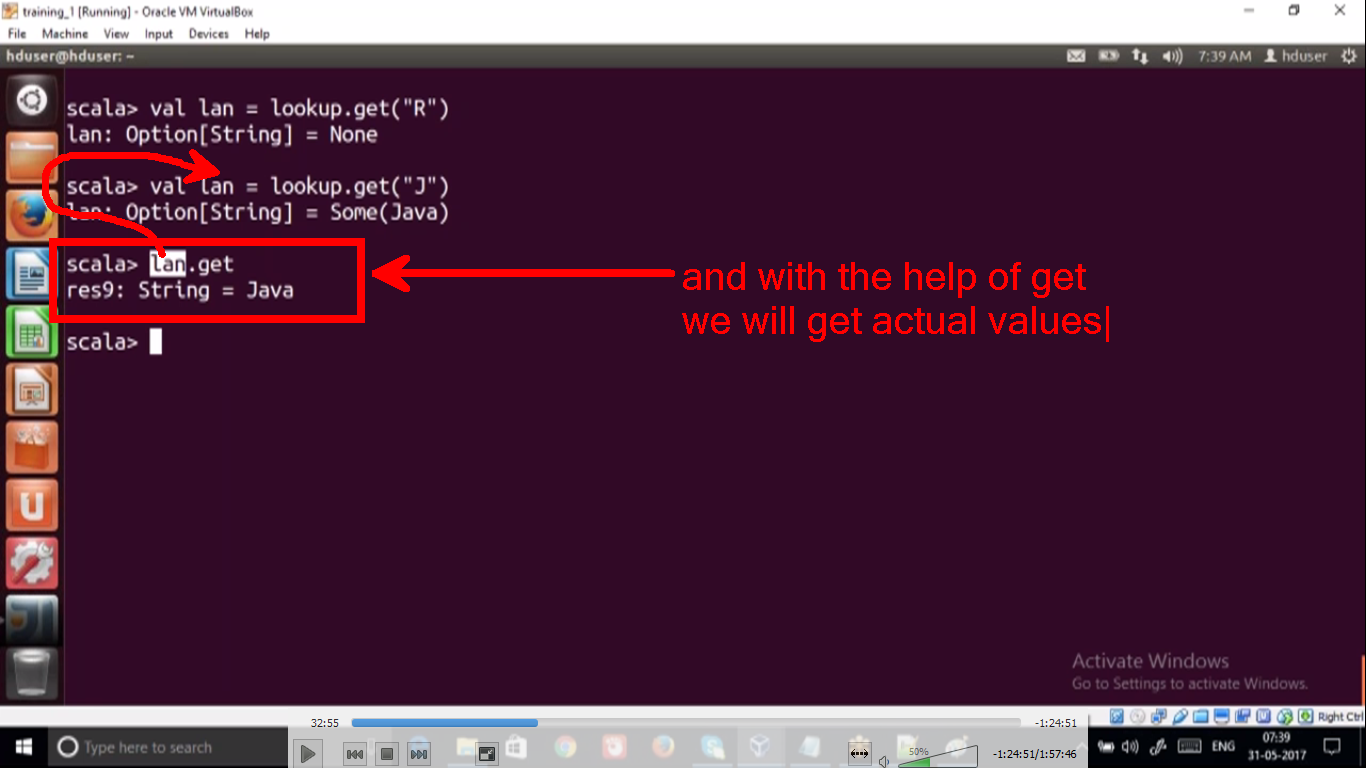 training_1 [Running] - Oracle VM VirtualBox
File Machine View Input Devices Help
hduser@hduser: ~
7:39 AM hduser
scala> val lan = lookup.get("R")
lan: Option[String] = None
scala> val lan = lookup.get("J")
lan: Option[String] = Some(Java)
scala> lan.get
res9: String = Java
scala>
and with the help of get
we will get actual values|
Activate Windows
Go to Settings to activate Windows.
32:55
-1:24:51
Right Ctrl
Type here to search
50%
-1:24:51/1:57:46
ENG
07:39
31-05-2017